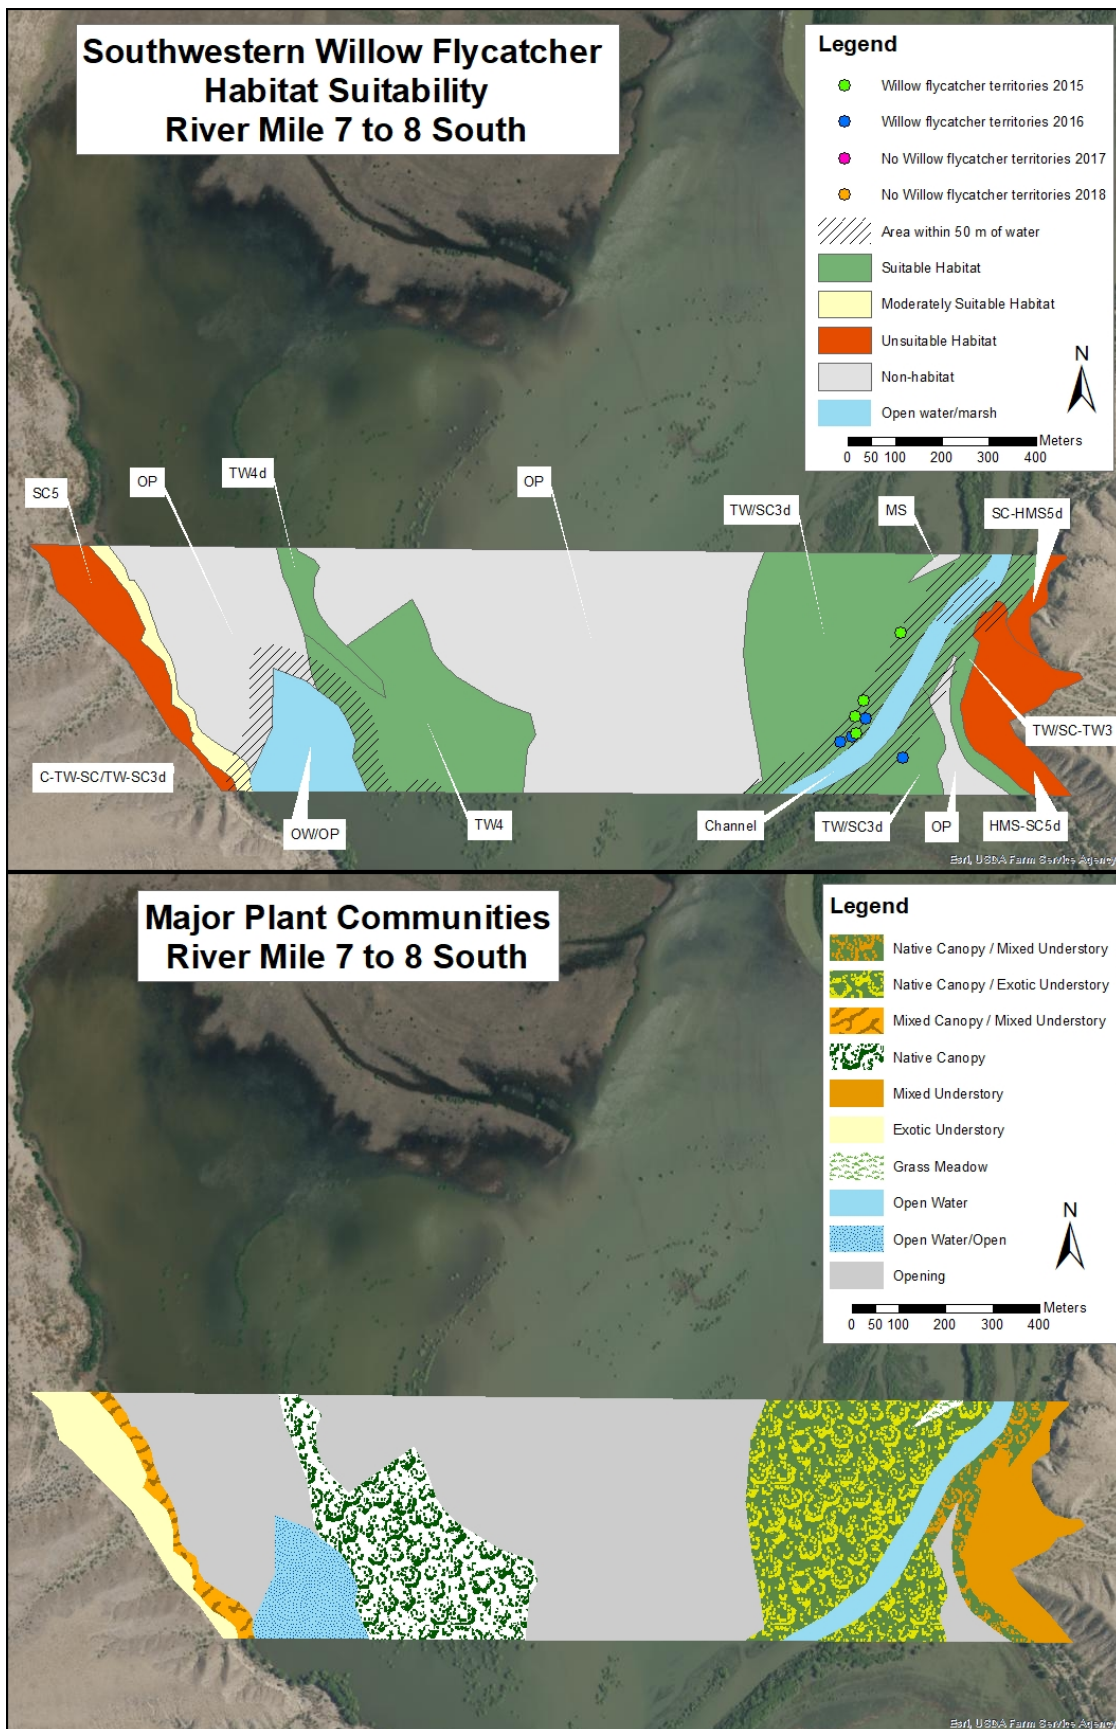 Southwestern Willow Flycatcher
Habitat Suitability
River Mile 7 to 8 South
Legend
Willow flycatcher territories 2015
Willow flycatcher territories 2016
No Willow flycatcher territories 2017
No Willow flycatcher territories 2018
Area within 50 m of water
Suitable Habitat
Moderately Suitable Habitat
Unsuitable Habitat
Non-habitat
Open water/marsh
N
Meters
0 50 100 200 300 400
SC5
OP
TW4d
OP
TW/SC3d
MS
SC-HMS5d
TW/SC-TW3
C-TW-SC/TW-SC3d
OW/OP
TW4
Channel
TW/SC3d
OP
HMS-SC5d
Esri, USDA Farm Service Agency
Major Plant Communities
River Mile 7 to 8 South
Legend
Native Canopy / Mixed Understory
Native Canopy / Exotic Understory
Mixed Canopy / Mixed Understory
Native Canopy
Mixed Understory
Exotic Understory
Grass Meadow
Open Water
Open Water/Open
Opening
N
Meters
0 50 100 200 300 400
Esri, USDA Farm Service Agency